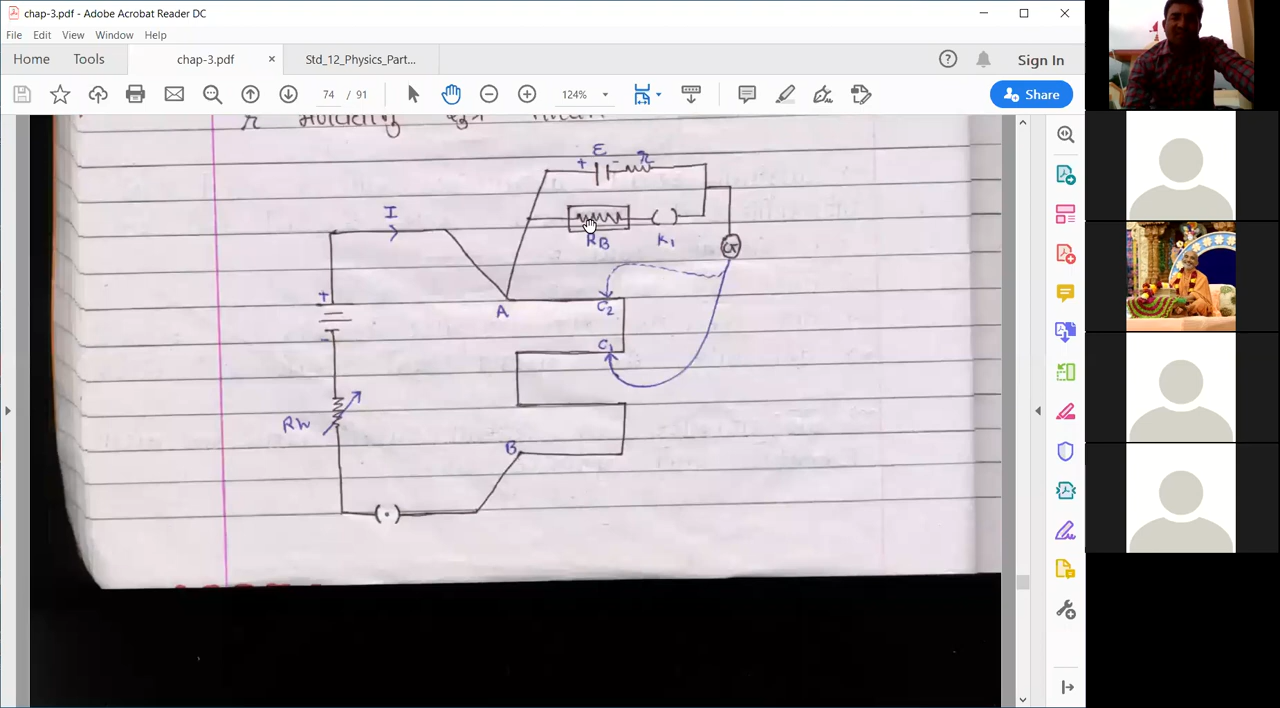 chap-3.pdf - Adobe Acrobat Reader DC
File Edit View Window Help
Home Tools chap-3.pdf × Std_12_Physics_Part... Sign In
74 / 91 124% Share
E
+ -
r
I
RB K1
G
+
A C2
-
C1
RW
B